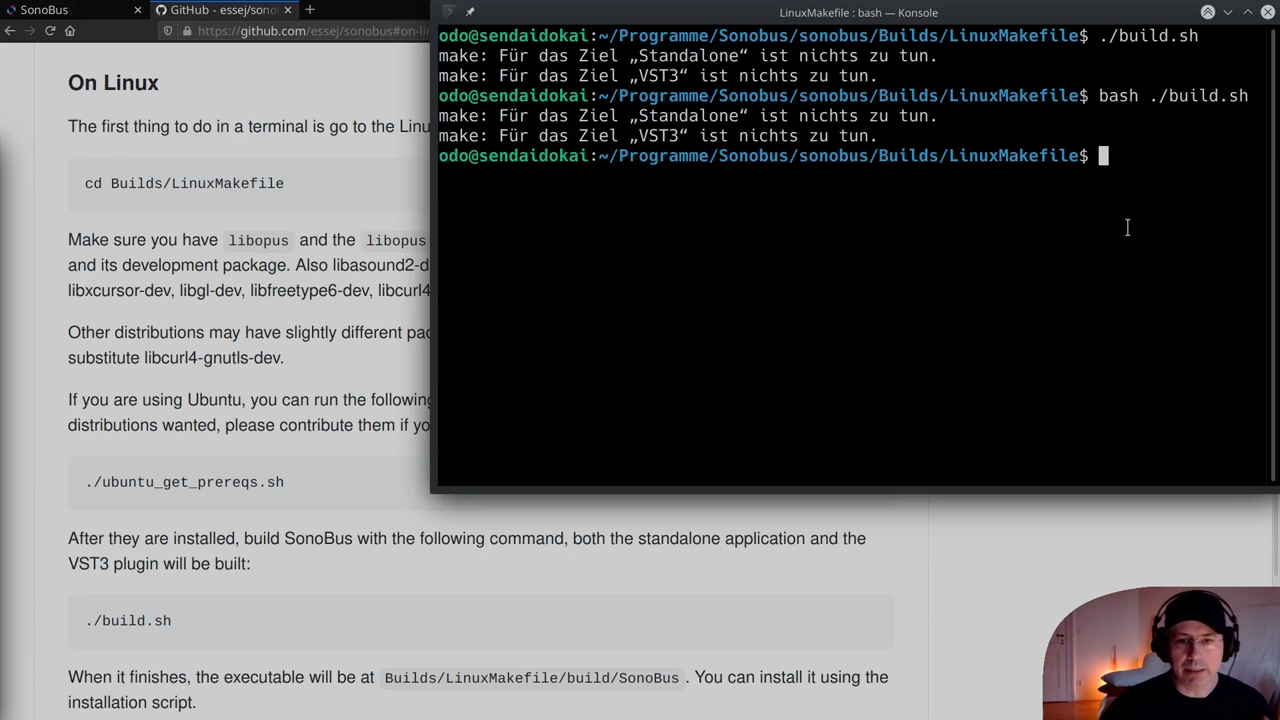 SonoBus
GitHub - essej/sono
https://github.com/essej/sonobus#on-li
LinuxMakefile : bash — Konsole
odo@sendaidokai:~/Programme/Sonobus/sonobus/Builds/LinuxMakefile$ ./build.sh
make: Für das Ziel „Standalone“ ist nichts zu tun.
make: Für das Ziel „VST3“ ist nichts zu tun.
odo@sendaidokai:~/Programme/Sonobus/sonobus/Builds/LinuxMakefile$ bash ./build.sh
make: Für das Ziel „Standalone“ ist nichts zu tun.
make: Für das Ziel „VST3“ ist nichts zu tun.
odo@sendaidokai:~/Programme/Sonobus/sonobus/Builds/LinuxMakefile$
On Linux
The first thing to do in a terminal is go to the Linu
cd Builds/LinuxMakefile
Make sure you have libopus and the libopus
and its development package. Also libasound2-d
libxcursor-dev, libgl-dev, libfreetype6-dev, libcurl4
Other distributions may have slightly different pac
substitute libcurl4-gnutls-dev.
If you are using Ubuntu, you can run the following
distributions wanted, please contribute them if yo
./ubuntu_get_prereqs.sh
After they are installed, build SonoBus with the following command, both the standalone application and the
VST3 plugin will be built:
./build.sh
When it finishes, the executable will be at Builds/LinuxMakefile/build/SonoBus . You can install it using the
installation script.